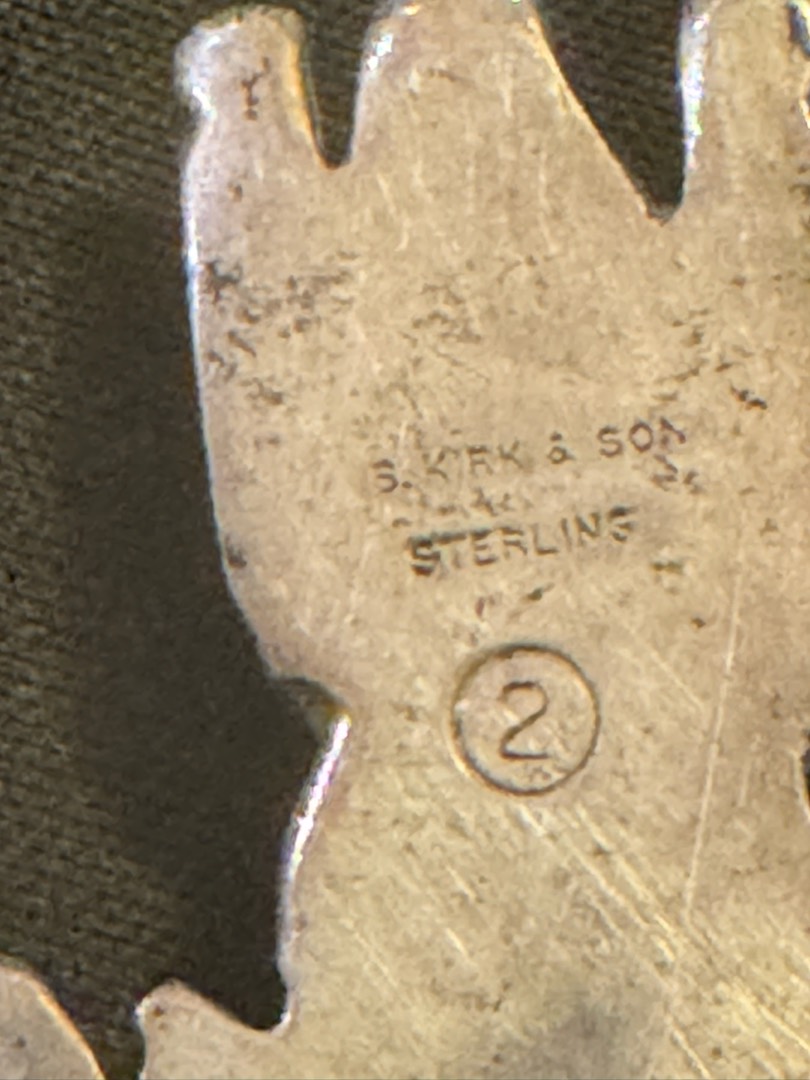 S. KIRK & SON
STERLING
2